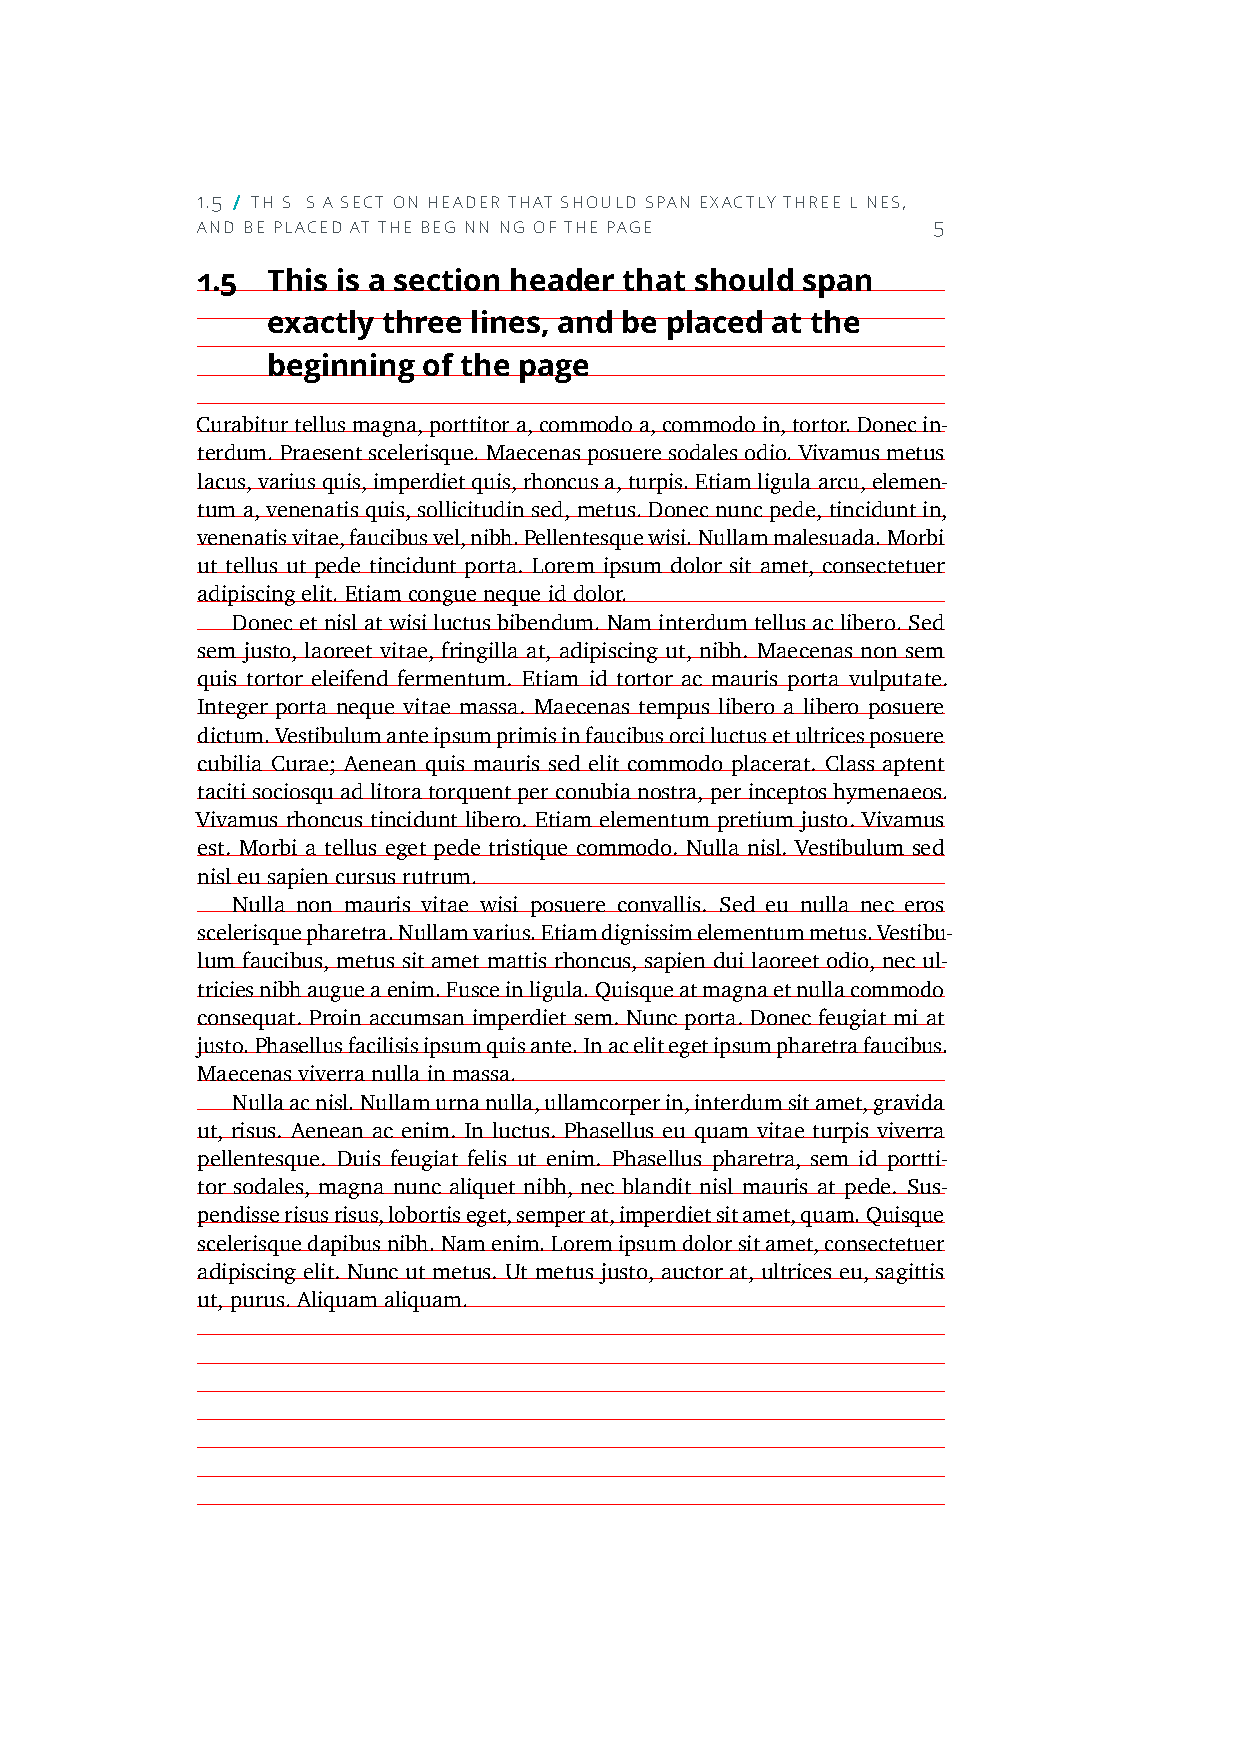 1.5 / TH S  S A SECT ON HEADER THAT SHOULD SPAN EXACTLY THREE L NES,
AND BE PLACED AT THE BEG NN NG OF THE PAGE 5
1.5 This is a section header that should span
exactly three lines, and be placed at the
beginning of the page
Curabitur tellus magna, porttitor a, commodo a, commodo in, tortor. Donec in-
terdum. Praesent scelerisque. Maecenas posuere sodales odio. Vivamus metus
lacus, varius quis, imperdiet quis, rhoncus a, turpis. Etiam ligula arcu, elemen-
tum a, venenatis quis, sollicitudin sed, metus. Donec nunc pede, tincidunt in,
venenatis vitae, faucibus vel, nibh. Pellentesque wisi. Nullam malesuada. Morbi
ut tellus ut pede tincidunt porta. Lorem ipsum dolor sit amet, consectetuer
adipiscing elit. Etiam congue neque id dolor.
Donec et nisl at wisi luctus bibendum. Nam interdum tellus ac libero. Sed
sem justo, laoreet vitae, fringilla at, adipiscing ut, nibh. Maecenas non sem
quis tortor eleifend fermentum. Etiam id tortor ac mauris porta vulputate.
Integer porta neque vitae massa. Maecenas tempus libero a libero posuere
dictum. Vestibulum ante ipsum primis in faucibus orci luctus et ultrices posuere
cubilia Curae; Aenean quis mauris sed elit commodo placerat. Class aptent
taciti sociosqu ad litora torquent per conubia nostra, per inceptos hymenaeos.
Vivamus rhoncus tincidunt libero. Etiam elementum pretium justo. Vivamus
est. Morbi a tellus eget pede tristique commodo. Nulla nisl. Vestibulum sed
nisl eu sapien cursus rutrum.
Nulla non mauris vitae wisi posuere convallis. Sed eu nulla nec eros
scelerisque pharetra. Nullam varius. Etiam dignissim elementum metus. Vestibu-
lum faucibus, metus sit amet mattis rhoncus, sapien dui laoreet odio, nec ul-
tricies nibh augue a enim. Fusce in ligula. Quisque at magna et nulla commodo
consequat. Proin accumsan imperdiet sem. Nunc porta. Donec feugiat mi at
justo. Phasellus facilisis ipsum quis ante. In ac elit eget ipsum pharetra faucibus.
Maecenas viverra nulla in massa.
Nulla ac nisl. Nullam urna nulla, ullamcorper in, interdum sit amet, gravida
ut, risus. Aenean ac enim. In luctus. Phasellus eu quam vitae turpis viverra
pellentesque. Duis feugiat felis ut enim. Phasellus pharetra, sem id portti-
tor sodales, magna nunc aliquet nibh, nec blandit nisl mauris at pede. Sus-
pendisse risus risus, lobortis eget, semper at, imperdiet sit amet, quam. Quisque
scelerisque dapibus nibh. Nam enim. Lorem ipsum dolor sit amet, consectetuer
adipiscing elit. Nunc ut metus. Ut metus justo, auctor at, ultrices eu, sagittis
ut, purus. Aliquam aliquam.